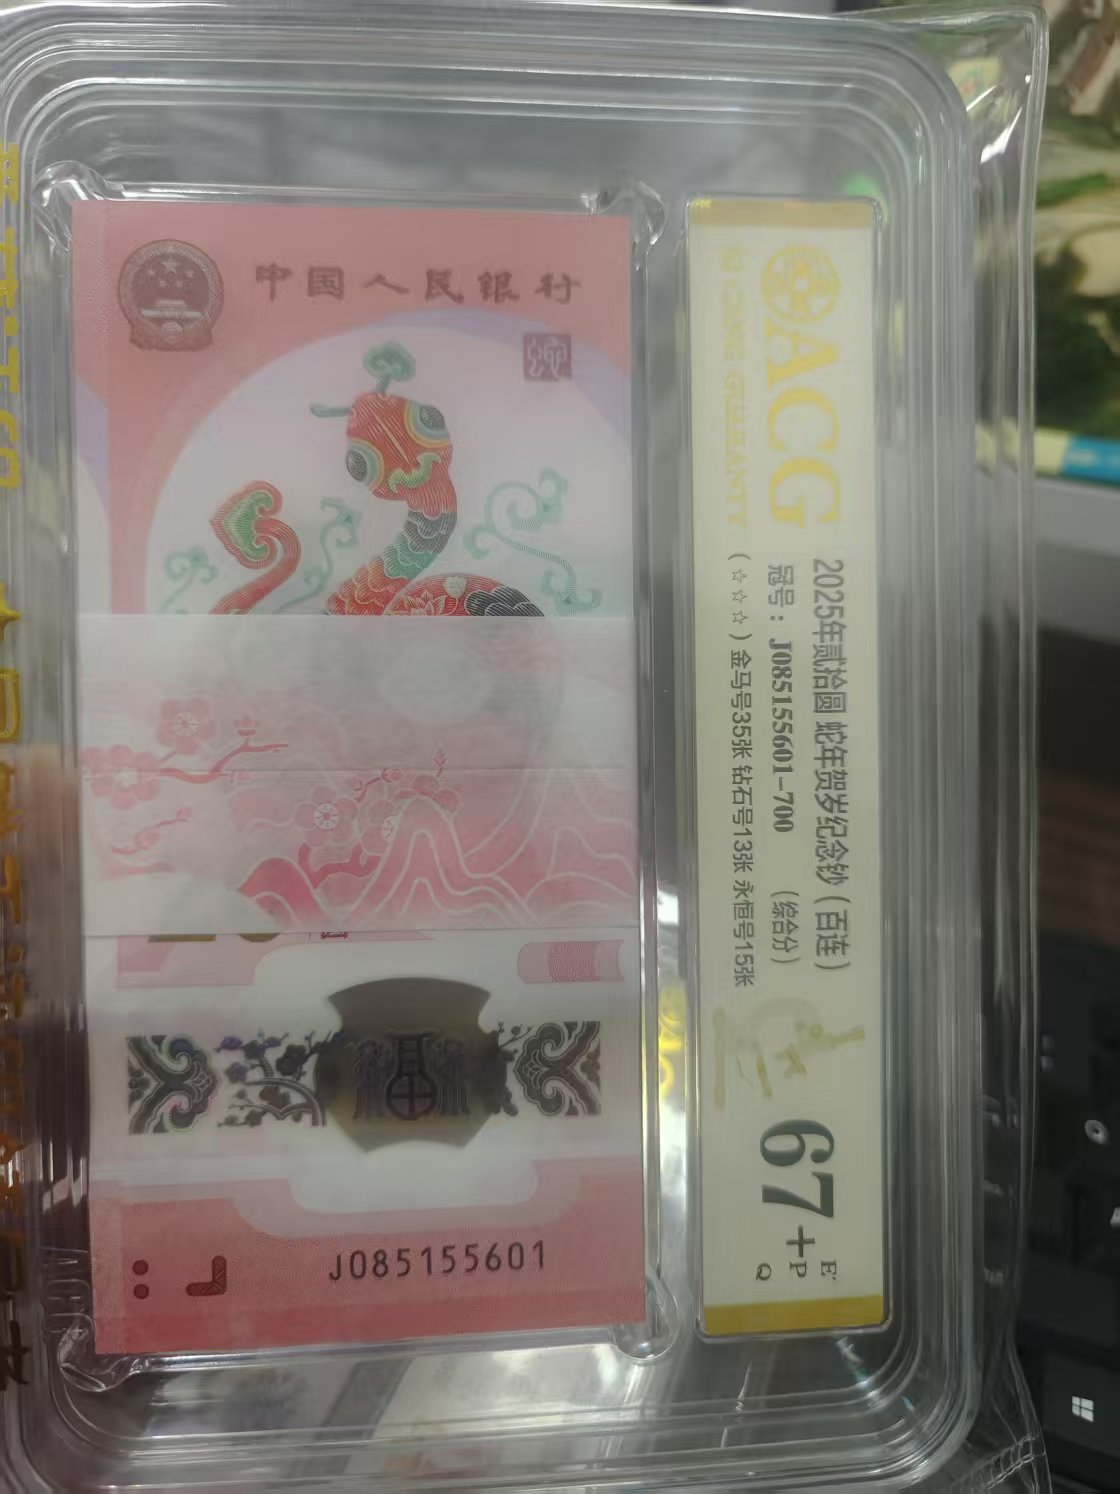 中国人民银行
J085155601
ACG
2025年贰拾圆 蛇年贺岁纪念钞（百连）
冠号：J085155601-700 （综合分）
（☆☆☆）金马号35张 钻石号13张 永恒号15张
67+
E
P
Q